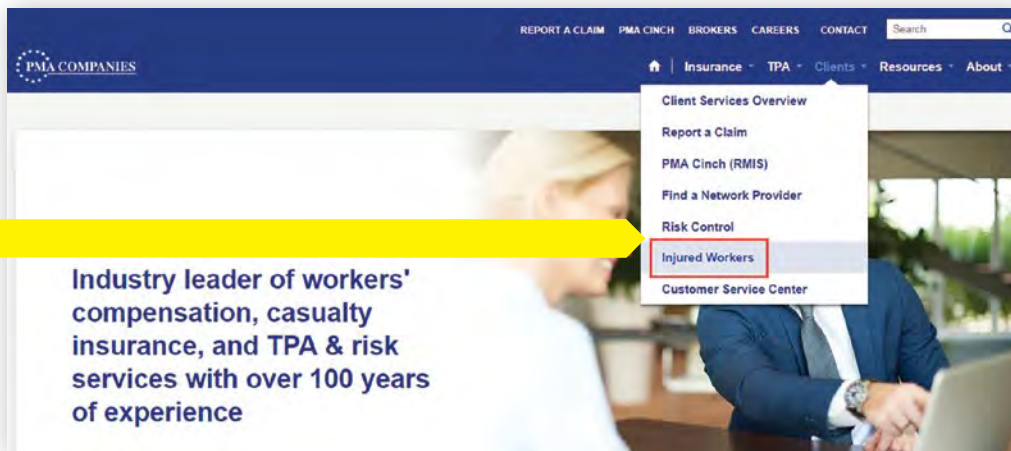 REPORT A CLAIM PMA CINCH BROKERS CAREERS CONTACT Search
PMA COMPANIES
Insurance TPA Clients Resources About
Client Services Overview
Report a Claim
PMA Cinch (RMIS)
Find a Network Provider
Risk Control
Injured Workers
Customer Service Center
Industry leader of workers'
compensation, casualty
insurance, and TPA & risk
services with over 100 years
of experience